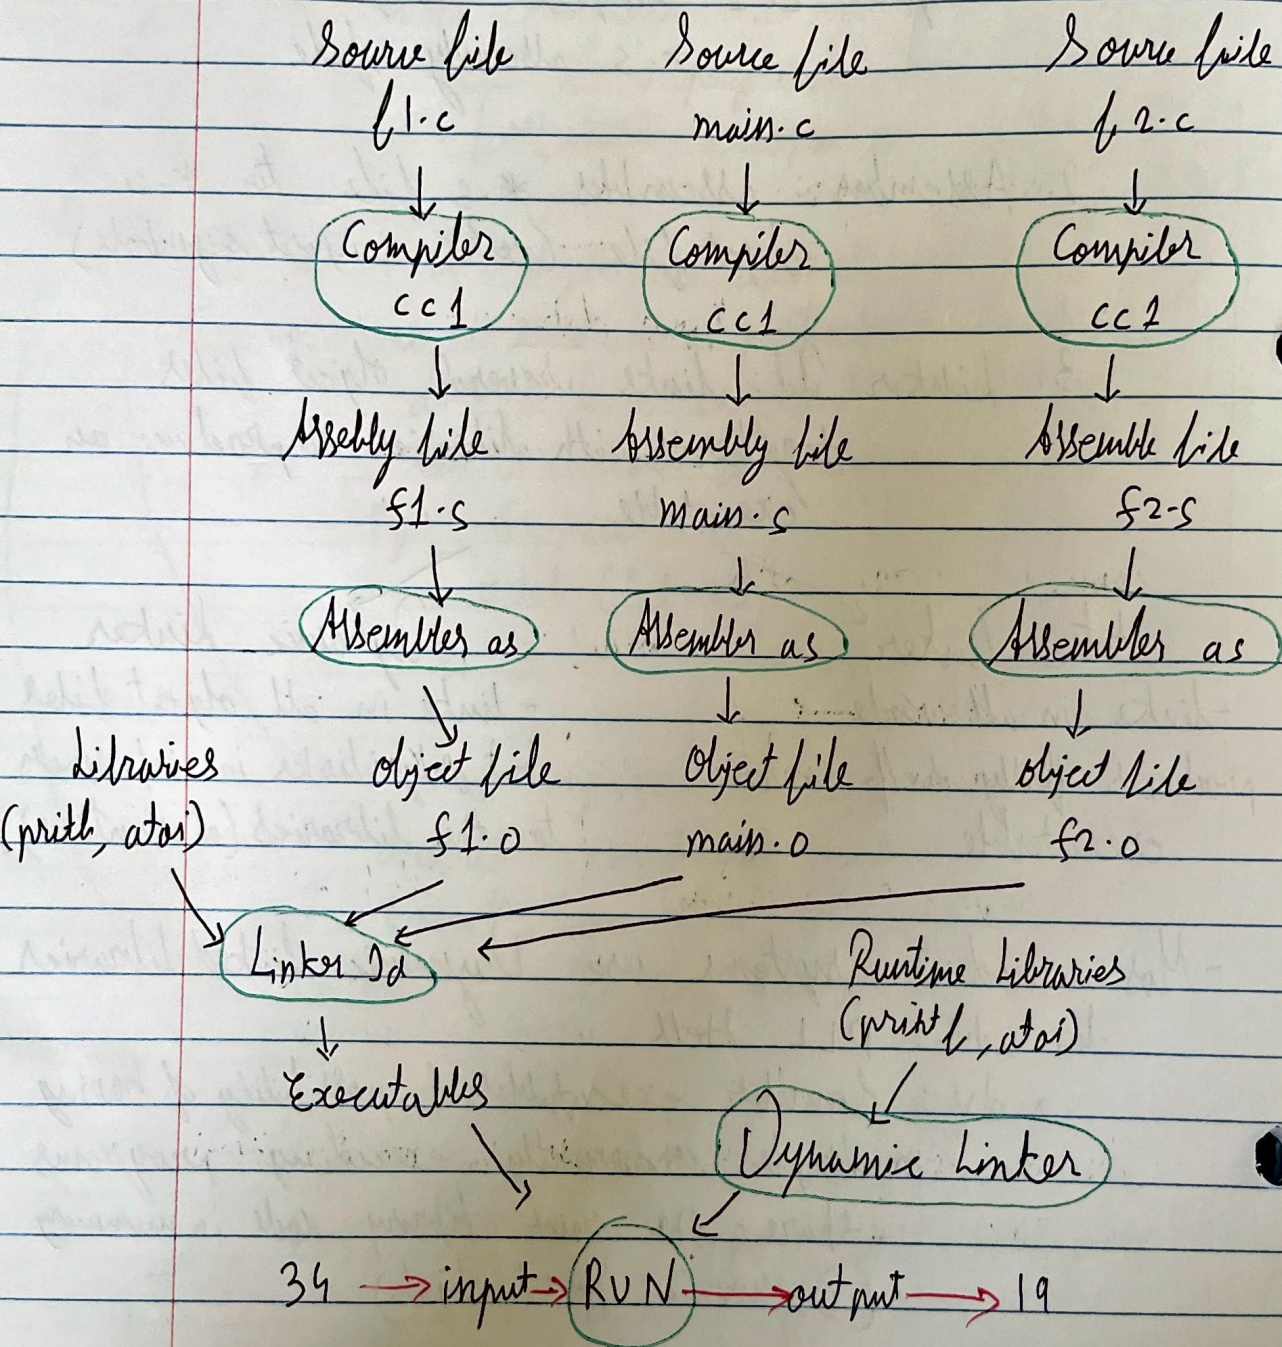 Source file Source file Source file
f1.c main.c f2.c
Compiler Compiler Compiler
cc1 cc1 cc1
Assebly file Assembly file Assemble file
f1.s main.s f2-s
Assembler as Assembler as Assembler as
Libraries object file Object file object file
(prith, atoi) f1.o main.o f2.o
Linker ld Runtime Libraries
(printf, atoi)
Executables
Dynamic Linker
34 input RUN output 19